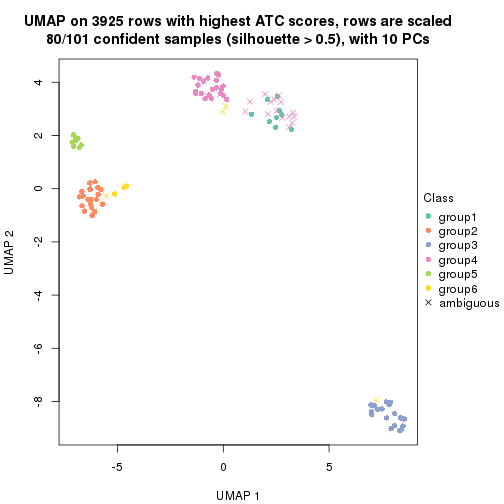 UMAP on 3925 rows with highest ATC scores, rows are scaled
80/101 confident samples (silhouette > 0.5), with 10 PCs
4
2
0
-2
-4
-6
-8
UMAP 2
-5
0
5
UMAP 1
Class
group1
group2
group3
group4
group5
group6
ambiguous